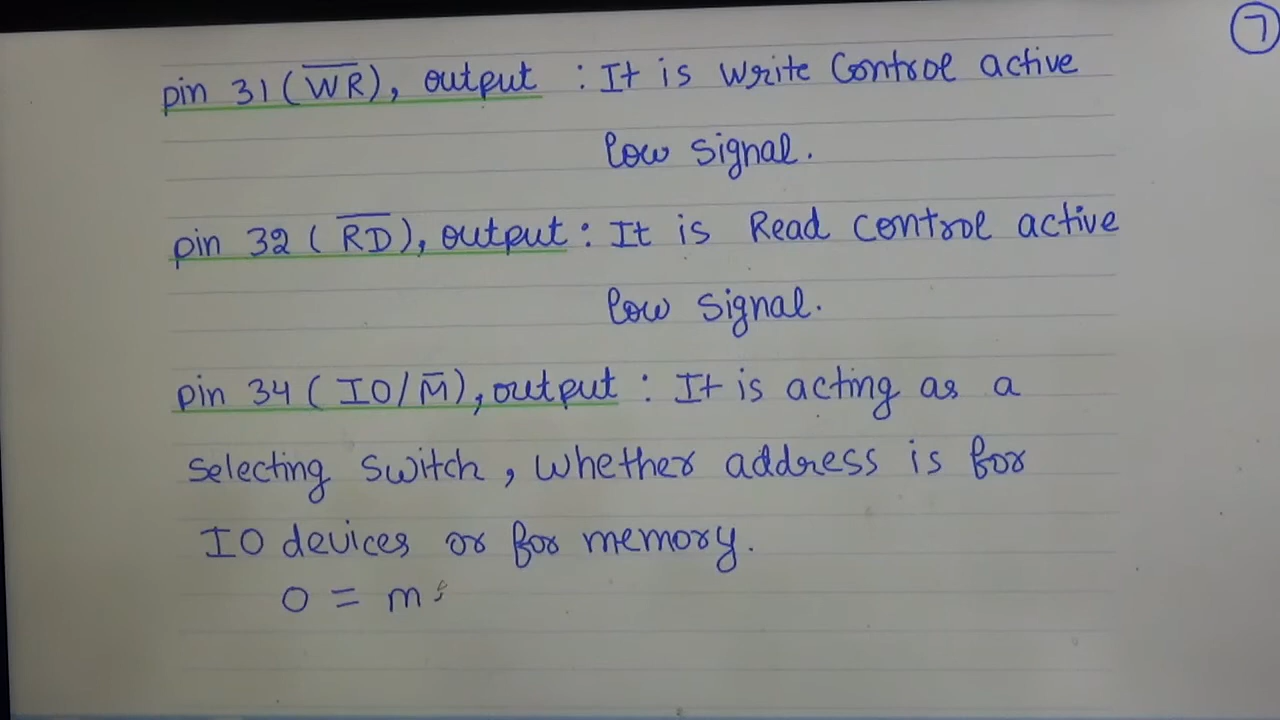 7
pin 31 (W̅R̅), output : It is Write Control active
low signal.
pin 32 (R̅D̅), output : It is Read control active
low signal.
pin 34 (IO/M̅), output : It is acting as a
selecting switch, whether address is for
IO devices or for memory.
0 = m